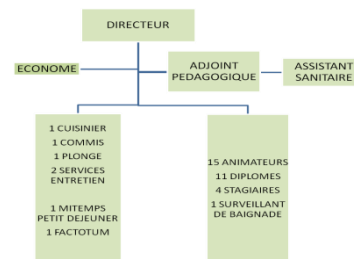 DIRECTEUR
ECONOME
ADJOINT
PEDAGOGIQUE
ASSISTANT
SANITAIRE
1 CUISINIER
1 COMMIS
1 PLONGE
2 SERVICES
ENTRETIEN
1 MITEMPS
PETIT DEJEUNER
1 FACTOTUM
15 ANIMATEURS
11 DIPLOMES
4 STAGIAIRES
1 SURVEILLANT
DE BAIGNADE